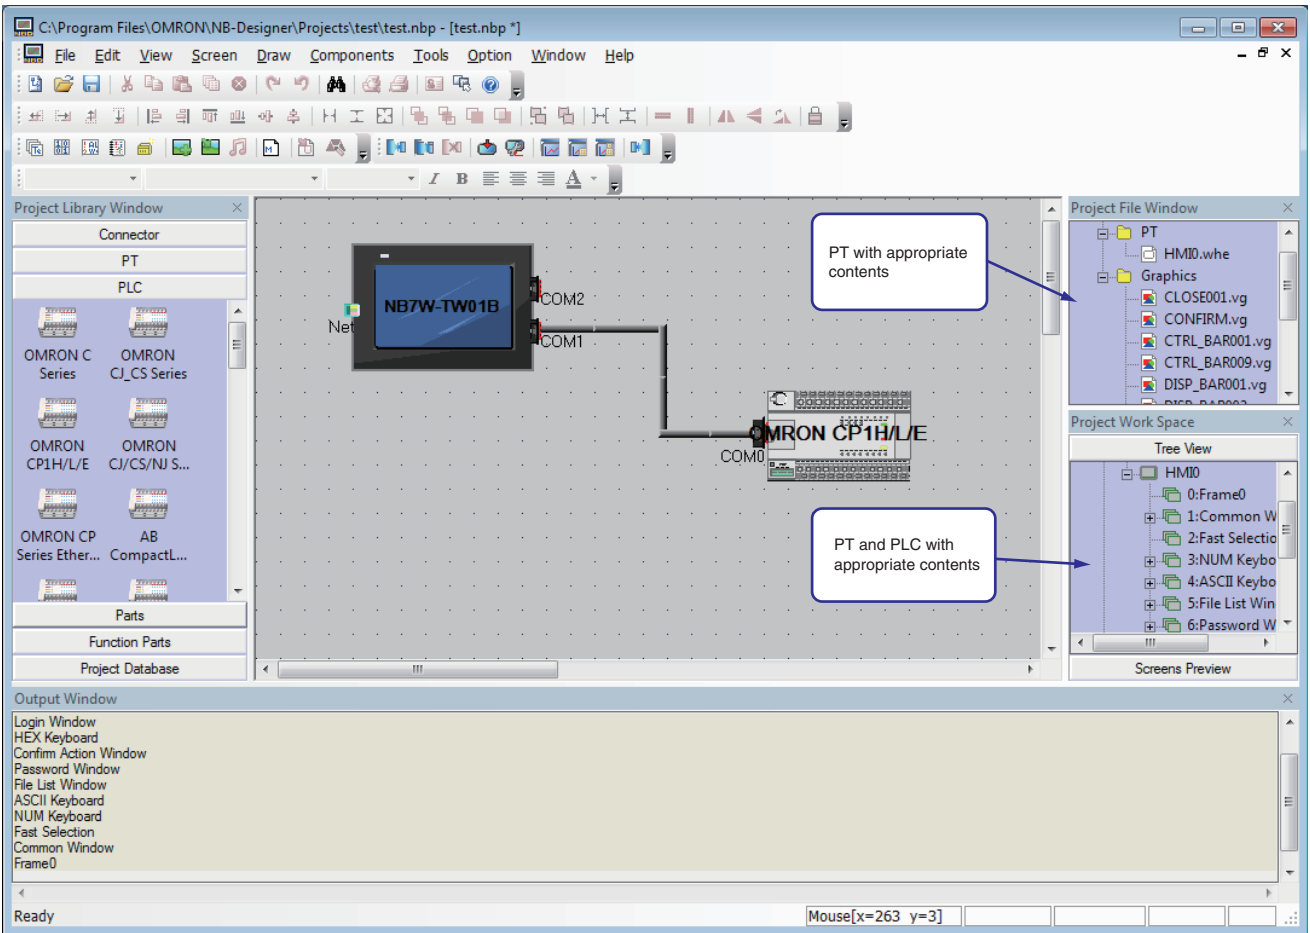 C:\Program Files\OMRON\NB-Designer\Projects\test\test.nbp - [test.nbp *]
File Edit View Screen Draw Components Tools Option Window Help
Project Library Window
Connector
PT
PLC
OMRON C Series
OMRON CJ_CS Series
OMRON CP1H/L/E
OMRON CJ/CS/NJ S...
OMRON CP Series Ether...
AB CompactL...
Parts
Function Parts
Project Database
NB7W-TW01B
Net
COM2
COM1
OMRON CP1H/L/E
COM0
PT with appropriate
contents
PT and PLC with
appropriate contents
Project File Window
PT
HMI0.whe
Graphics
CLOSE001.vg
CONFIRM.vg
CTRL_BAR001.vg
CTRL_BAR009.vg
DISP_BAR001.vg
Project Work Space
Tree View
HMI0
0:Frame0
1:Common W
2:Fast Selectio
3:NUM Keybo
4:ASCII Keybo
5:File List Win
6:Password W
Screens Preview
Output Window
Login Window
HEX Keyboard
Confirm Action Window
Password Window
File List Window
ASCII Keyboard
NUM Keyboard
Fast Selection
Common Window
Frame0
Ready
Mouse[x=263 y=3]